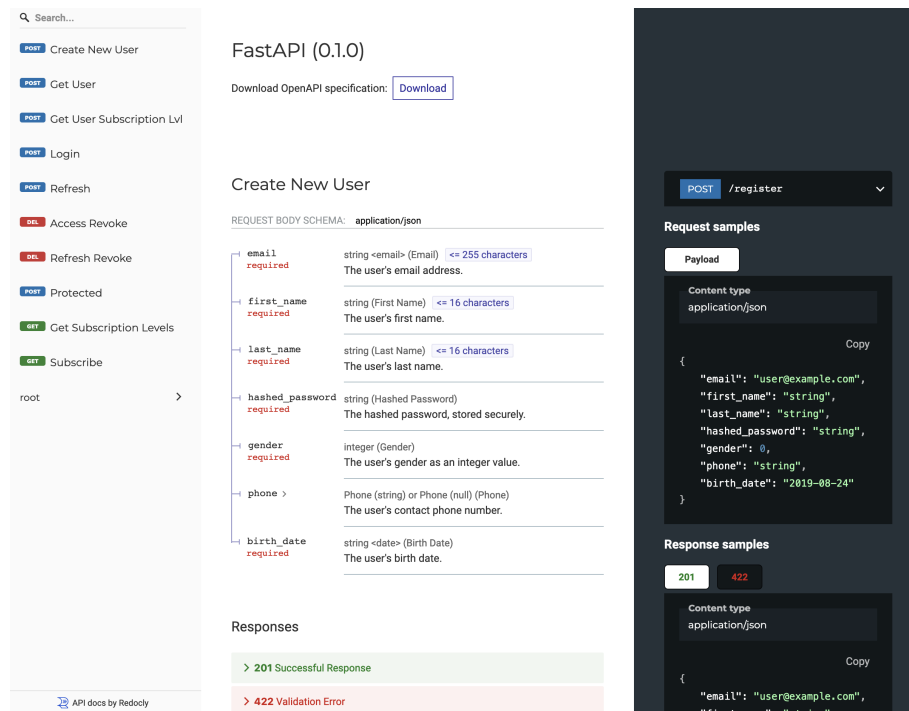 Search...
POST Create New User
POST Get User
POST Get User Subscription Lvl
POST Login
POST Refresh
DEL Access Revoke
DEL Refresh Revoke
POST Protected
GET Get Subscription Levels
GET Subscribe
root
API docs by Redocly
FastAPI (0.1.0)
Download OpenAPI specification: Download
Create New User
REQUEST BODY SCHEMA: application/json
email string <email> (Email) <= 255 characters
required The user's email address.
first_name string (First Name) <= 16 characters
required The user's first name.
last_name string (Last Name) <= 16 characters
required The user's last name.
hashed_password string (Hashed Password)
required The hashed password, stored securely.
gender integer (Gender)
required The user's gender as an integer value.
phone Phone (string) or Phone (null) (Phone)
The user's contact phone number.
birth_date string <date> (Birth Date)
required The user's birth date.
Responses
201 Successful Response
422 Validation Error
POST /register
Request samples
Payload
Content type
application/json
Copy
{
"email": "user@example.com",
"first_name": "string",
"last_name": "string",
"hashed_password": "string",
"gender": 0,
"phone": "string",
"birth_date": "2019-08-24"
}
Response samples
201 422
Content type
application/json
Copy
{
"email": "user@example.com",